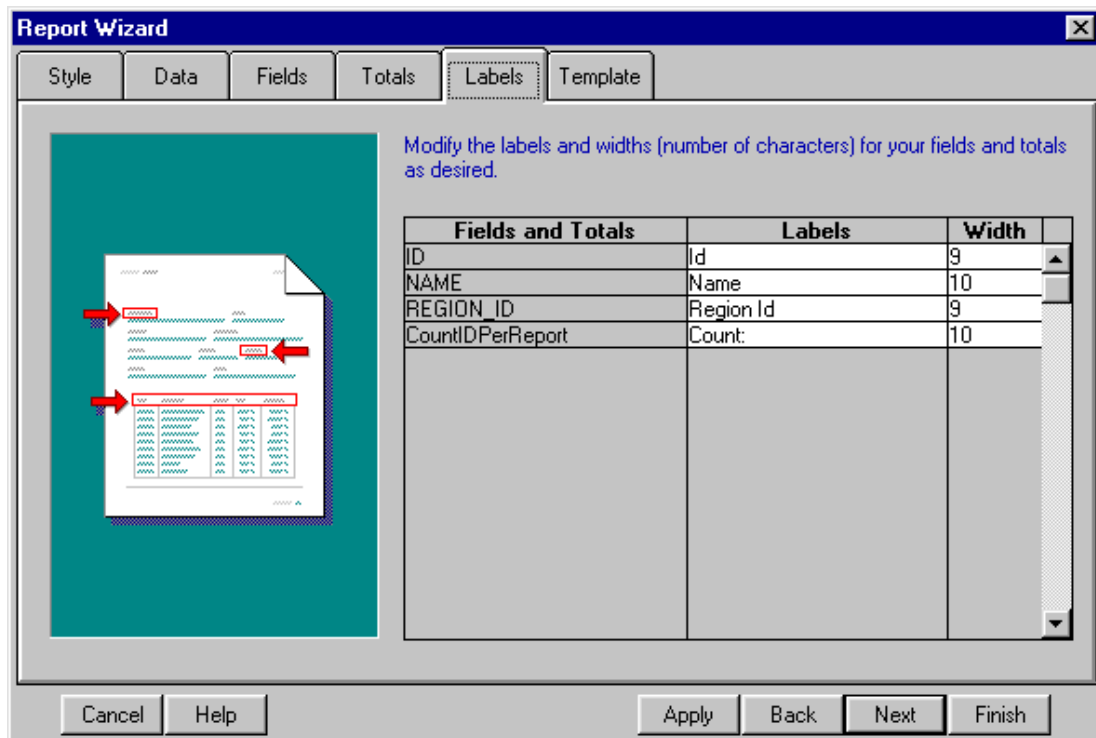 Report Wizard
Style Data Fields Totals Labels Template
Modify the labels and widths (number of characters) for your fields and totals
as desired.
Fields and Totals Labels Width
ID Id 9
NAME Name 10
REGION_ID Region Id 9
CountIDPerReport Count: 10
Cancel Help Apply Back Next Finish